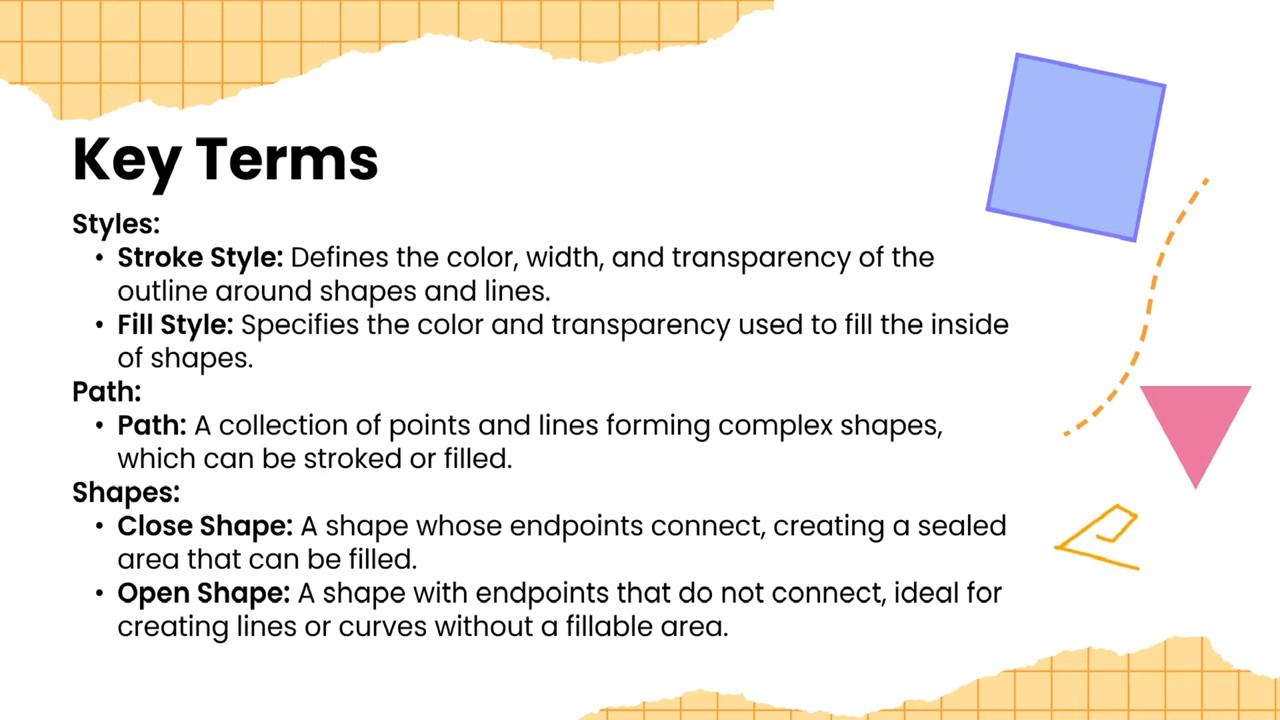 Key Terms
Styles:
• Stroke Style: Defines the color, width, and transparency of the
outline around shapes and lines.
• Fill Style: Specifies the color and transparency used to fill the inside
of shapes.
Path:
• Path: A collection of points and lines forming complex shapes,
which can be stroked or filled.
Shapes:
• Close Shape: A shape whose endpoints connect, creating a sealed
area that can be filled.
• Open Shape: A shape with endpoints that do not connect, ideal for
creating lines or curves without a fillable area.